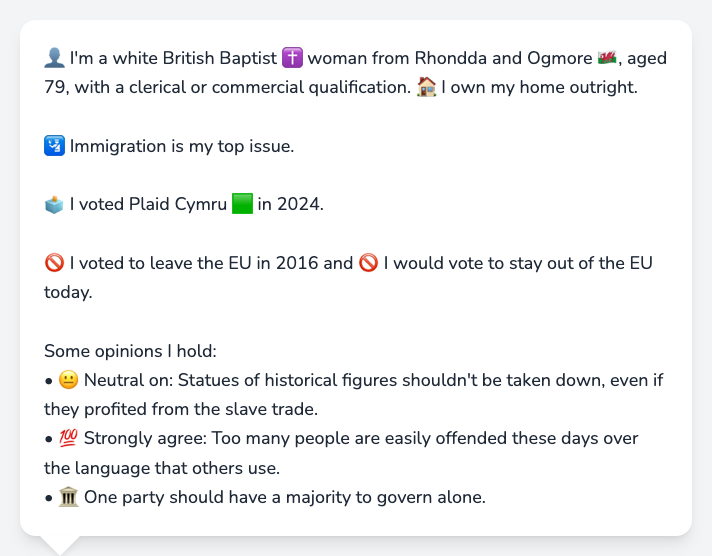 👤 I'm a white British Baptist ✝️ woman from Rhondda and Ogmore 🏴󠁧󠁢󠁷󠁬󠁳󠁿, aged
79, with a clerical or commercial qualification. 🏠 I own my home outright.
🛂 Immigration is my top issue.
🗳️ I voted Plaid Cymru 🟩 in 2024.
🚫 I voted to leave the EU in 2016 and 🚫 I would vote to stay out of the EU
today.
Some opinions I hold:
• 😐 Neutral on: Statues of historical figures shouldn't be taken down, even if
they profited from the slave trade.
• 💯 Strongly agree: Too many people are easily offended these days over
the language that others use.
• 🏛️ One party should have a majority to govern alone.